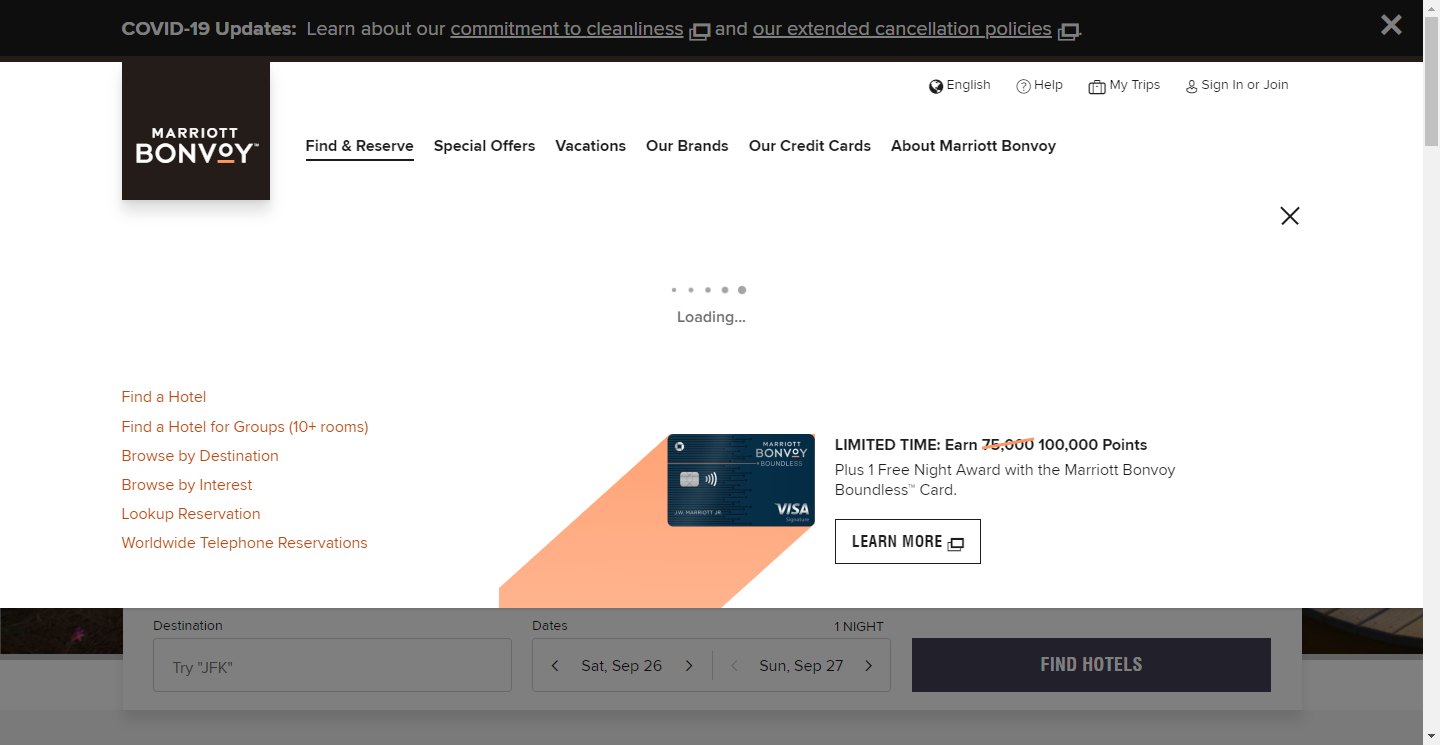 COVID-19 Updates: Learn about our commitment to cleanliness and our extended cancellation policies.
English Help My Trips Sign In or Join
MARRIOTT
BONVOY™
Find & Reserve Special Offers Vacations Our Brands Our Credit Cards About Marriott Bonvoy
Loading...
Find a Hotel
Find a Hotel for Groups (10+ rooms)
Browse by Destination
Browse by Interest
Lookup Reservation
Worldwide Telephone Reservations
MARRIOTT
BONVOY
BOUNDLESS
J.W. MARRIOTT JR.
VISA
Signature
LIMITED TIME: Earn 75,000 100,000 Points
Plus 1 Free Night Award with the Marriott Bonvoy
Boundless™ Card.
LEARN MORE
Destination
Try "JFK"
Dates 1 NIGHT
Sat, Sep 26 Sun, Sep 27
FIND HOTELS